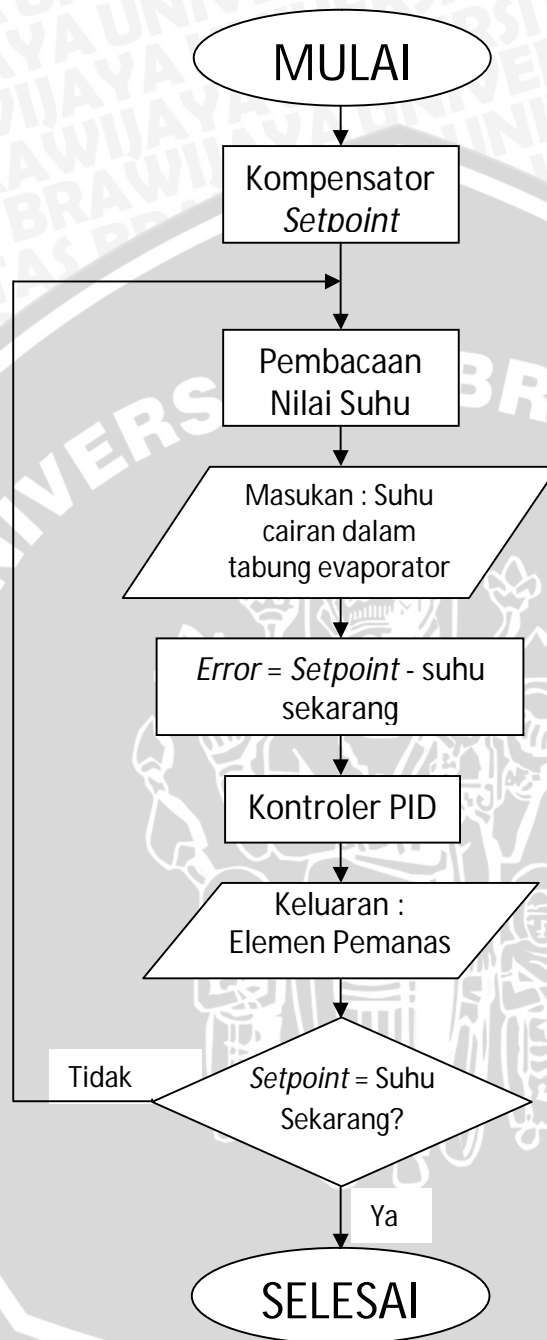 MULAI
Kompensator
Setpoint
Pembacaan
Nilai Suhu
Masukan : Suhu
cairan dalam
tabung evaporator
Error = Setpoint - suhu
sekarang
Kontroler PID
Keluaran :
Elemen Pemanas
Tidak
Setpoint = Suhu
Sekarang?
Ya
SELESAI